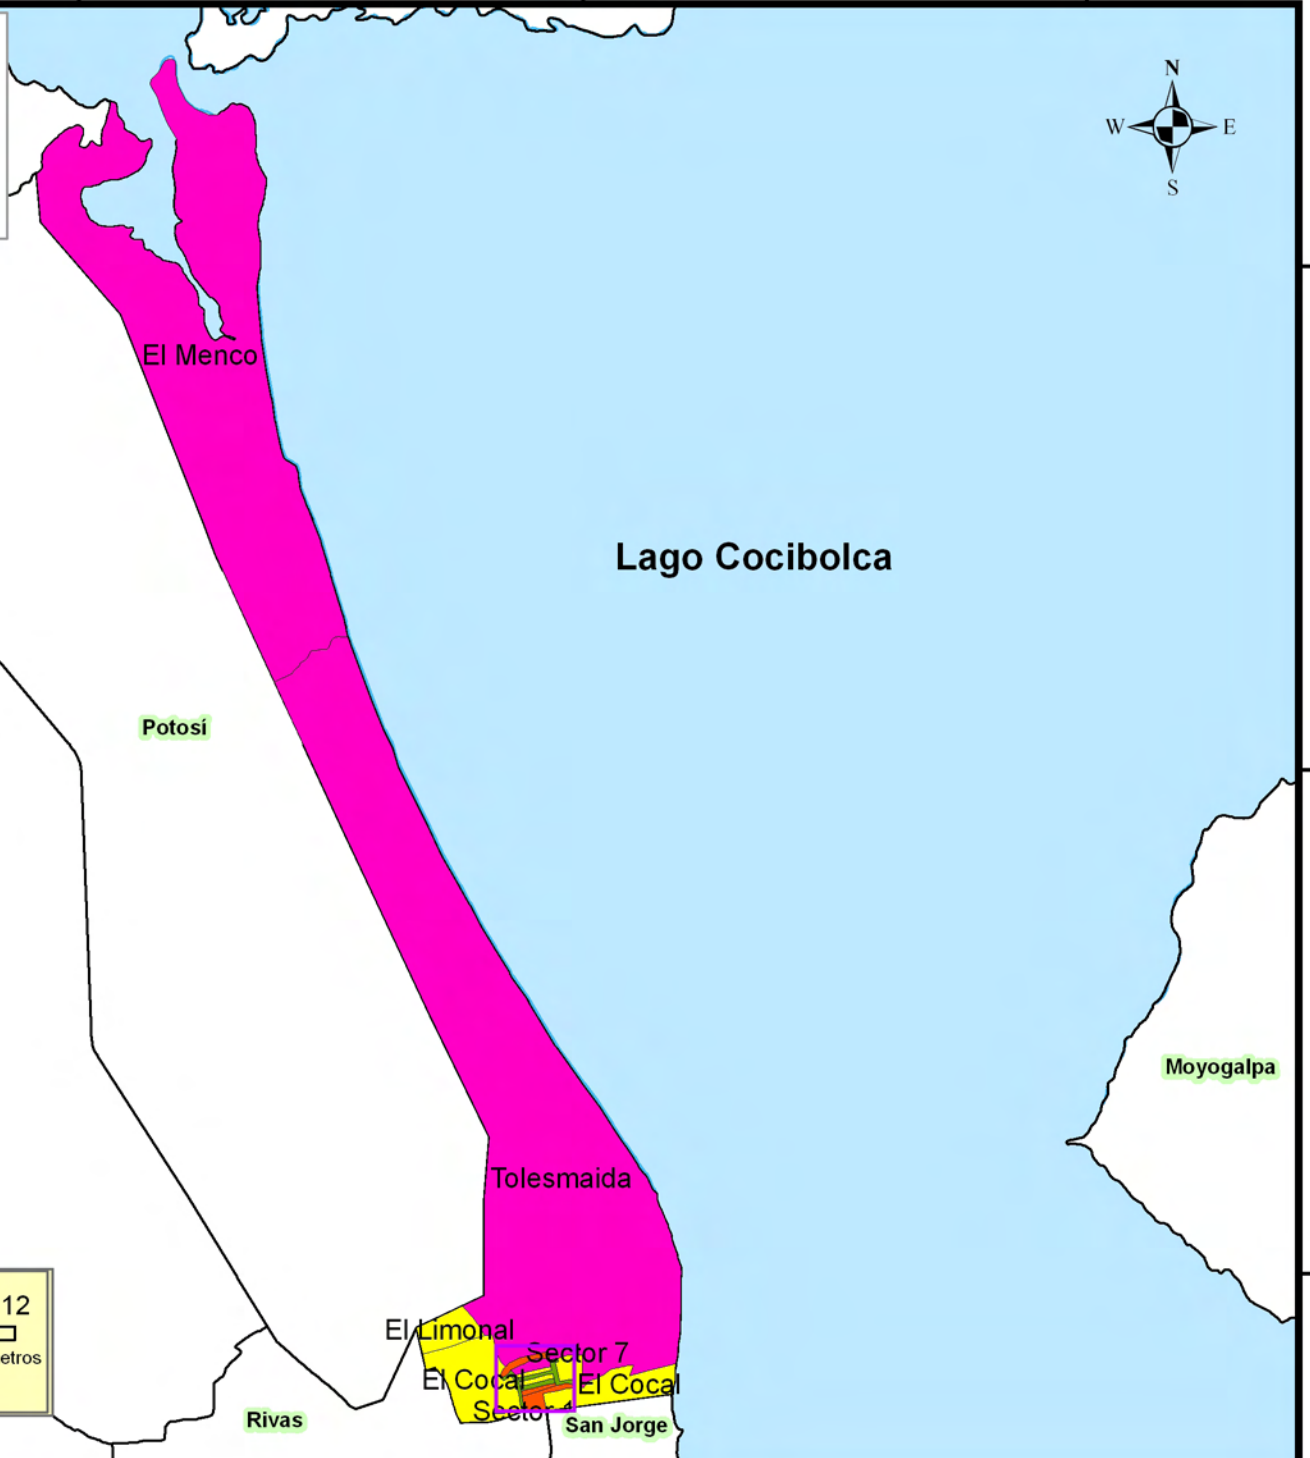 N
W E
S
El Menco
Lago Cocibolca
Potosí
Moyogalpa
Tolesmaida
12
etros
El Limonal
Sector 7
El Cocal
El Cocal
Rivas
San Jorge